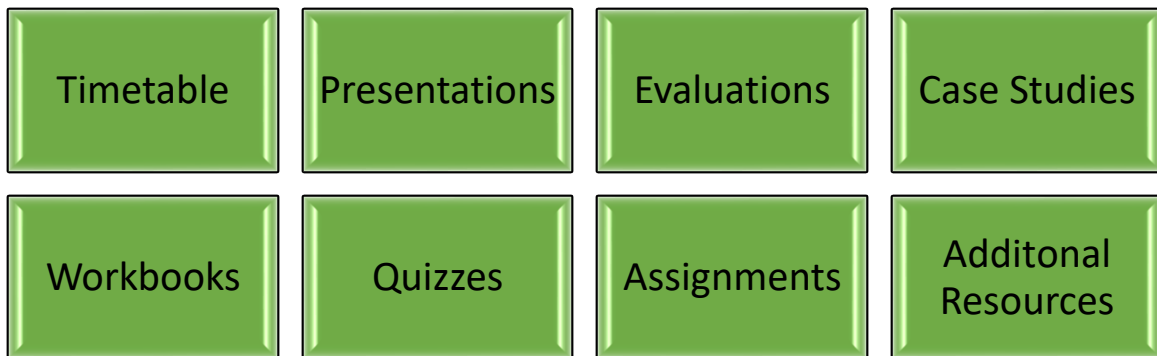 Timetable
Presentations
Evaluations
Case Studies
Workbooks
Quizzes
Assignments
Additonal
Resources